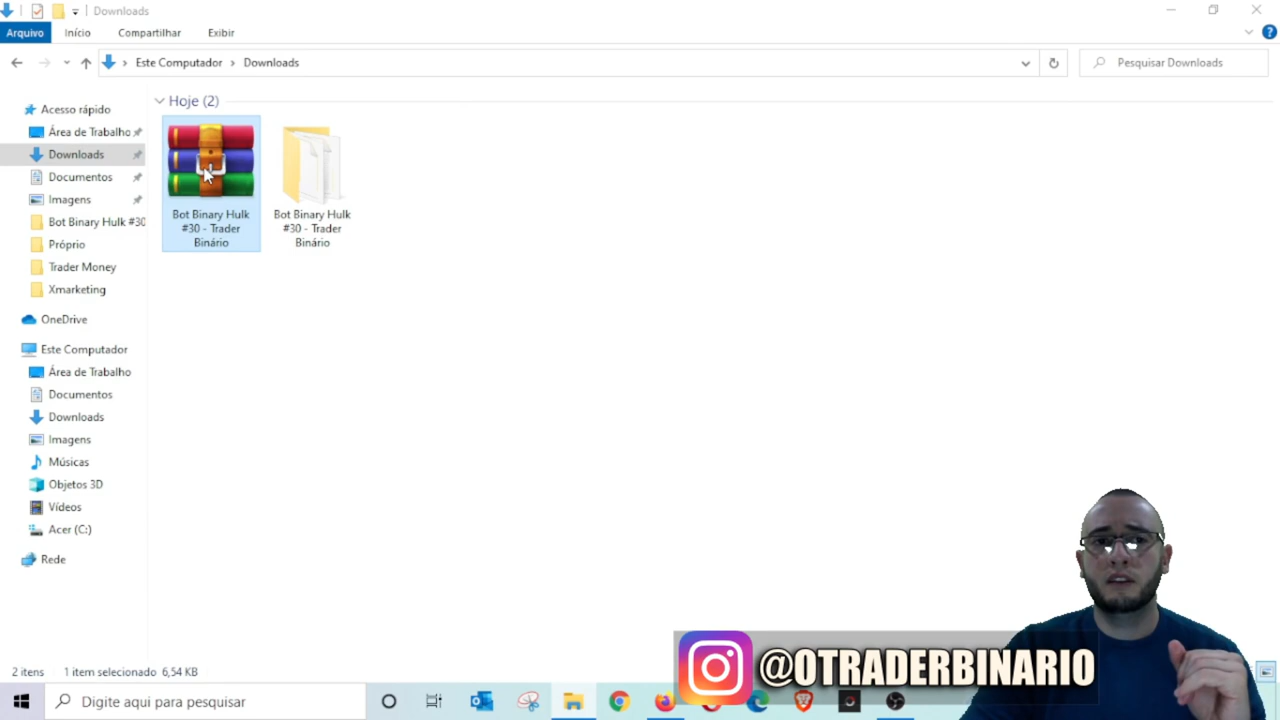 Downloads
Arquivo
Início
Compartilhar
Exibir
Este Computador
Downloads
Pesquisar Downloads
Acesso rápido
Área de Trabalho
Downloads
Documentos
Imagens
Bot Binary Hulk #30
Próprio
Trader Money
Xmarketing
OneDrive
Este Computador
Área de Trabalho
Documentos
Downloads
Imagens
Músicas
Objetos 3D
Vídeos
Acer (C:)
Rede
Hoje (2)
Bot Binary Hulk
#30 - Trader
Binário
Bot Binary Hulk
#30 - Trader
Binário
2 itens
1 item selecionado 6,54 KB
@OTRADERBINARIO
Digite aqui para pesquisar